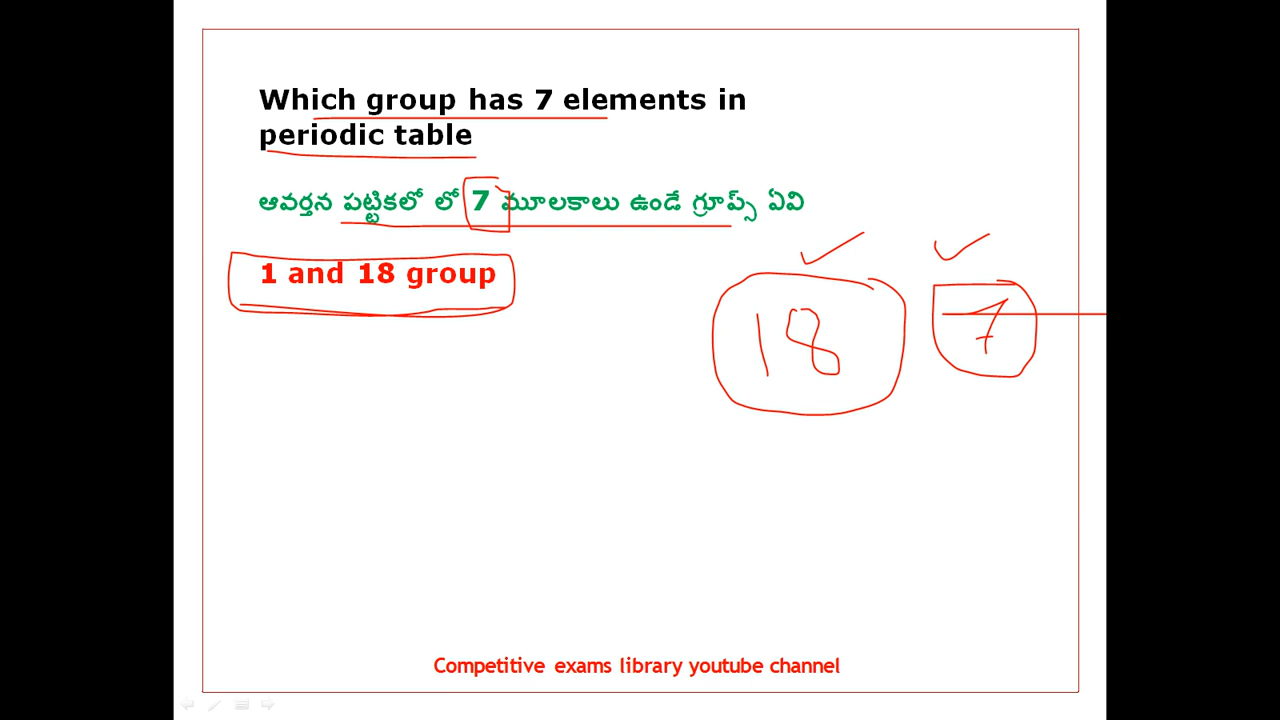 Which group has 7 elements in
periodic table
ఆవర్తన పట్టికలో లో 7 మూలకాలు ఉండే గ్రూప్స్ ఏవి
1 and 18 group
18
7
Competitive exams library youtube channel